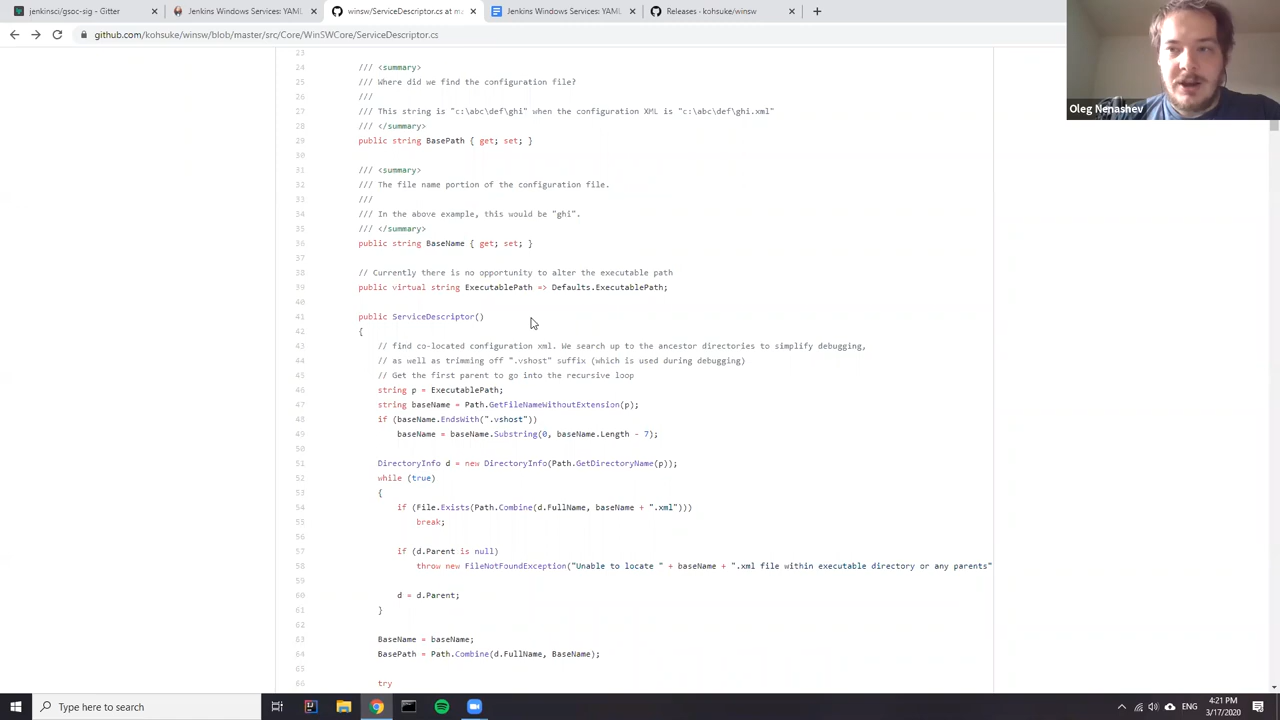 jenkinsci/gsoc-sig - Gitter
Jenkins Windows Services: YAML
winsw/ServiceDescriptor.cs at ma
Jenkins Windows Services: YAML
Releases · kohsuke/winsw
github.com/kohsuke/winsw/blob/master/src/Core/WinSWCore/ServiceDescriptor.cs
Oleg Nenashev
23
24 /// <summary>
25 /// Where did we find the configuration file?
26 ///
27 /// This string is "c:\abc\def\ghi" when the configuration XML is "c:\abc\def\ghi.xml"
28 /// </summary>
29 public string BasePath { get; set; }
30
31 /// <summary>
32 /// The file name portion of the configuration file.
33 ///
34 /// In the above example, this would be "ghi".
35 /// </summary>
36 public string BaseName { get; set; }
37
38 // Currently there is no opportunity to alter the executable path
39 public virtual string ExecutablePath => Defaults.ExecutablePath;
40
41 public ServiceDescriptor()
42 {
43 // find co-located configuration xml. We search up to the ancestor directories to simplify debugging,
44 // as well as trimming off ".vshost" suffix (which is used during debugging)
45 // Get the first parent to go into the recursive loop
46 string p = ExecutablePath;
47 string baseName = Path.GetFileNameWithoutExtension(p);
48 if (baseName.EndsWith(".vshost"))
49 baseName = baseName.Substring(0, baseName.Length - 7);
50
51 DirectoryInfo d = new DirectoryInfo(Path.GetDirectoryName(p));
52 while (true)
53 {
54 if (File.Exists(Path.Combine(d.FullName, baseName + ".xml")))
55 break;
56
57 if (d.Parent is null)
58 throw new FileNotFoundException("Unable to locate " + baseName + ".xml file within executable directory or any parents"
59
60 d = d.Parent;
61 }
62
63 BaseName = baseName;
64 BasePath = Path.Combine(d.FullName, BaseName);
65
66 try
Type here to search
ENG
4:21 PM
3/17/2020